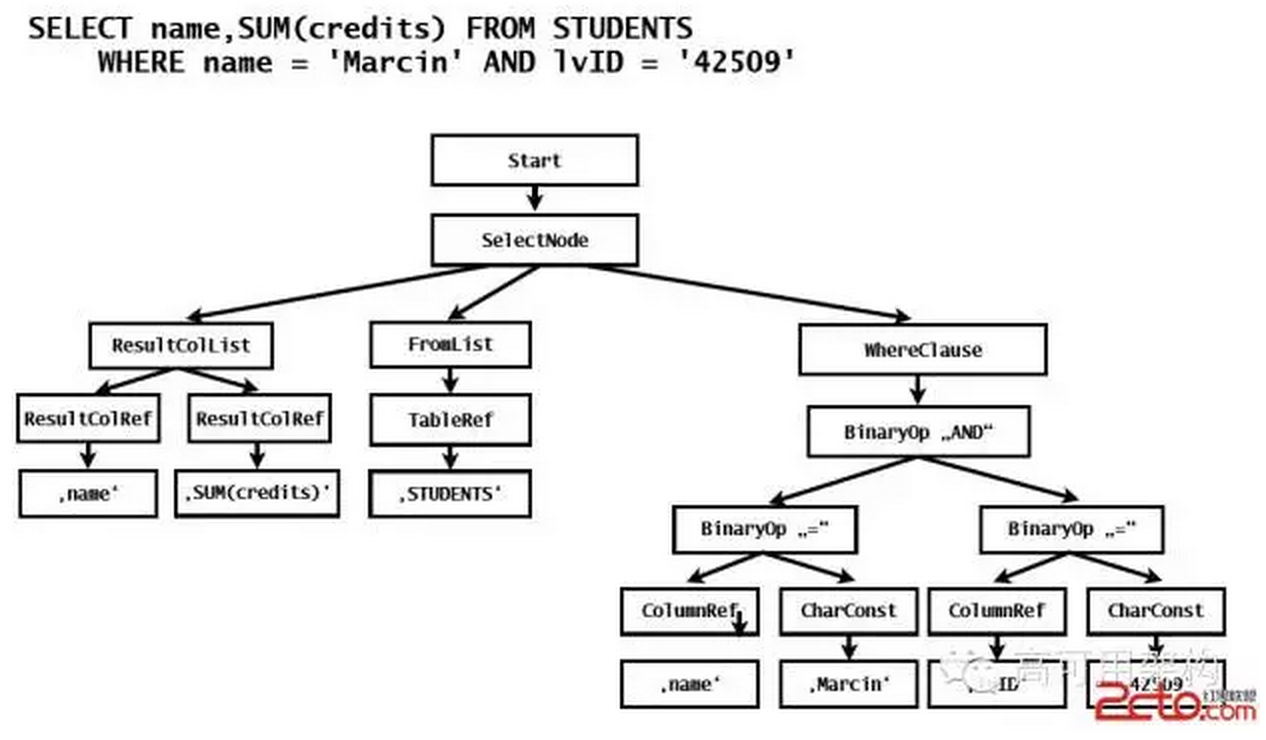 SELECT name,SUM(credits) FROM STUDENTS
WHERE name = 'Marcin' AND lvID = '42509'
Start
SelectNode
ResultColList
FromList
WhereClause
ResultColRef
ResultColRef
TableRef
BinaryOp „AND“
‚name‘
‚SUM(credits)'
‚STUDENTS‘
BinaryOp „=“
BinaryOp „=“
ColumnRef
CharConst
ColumnRef
CharConst
‚name‘
‚Marcin‘
ID‘
42509
高可用架构
2cto.com